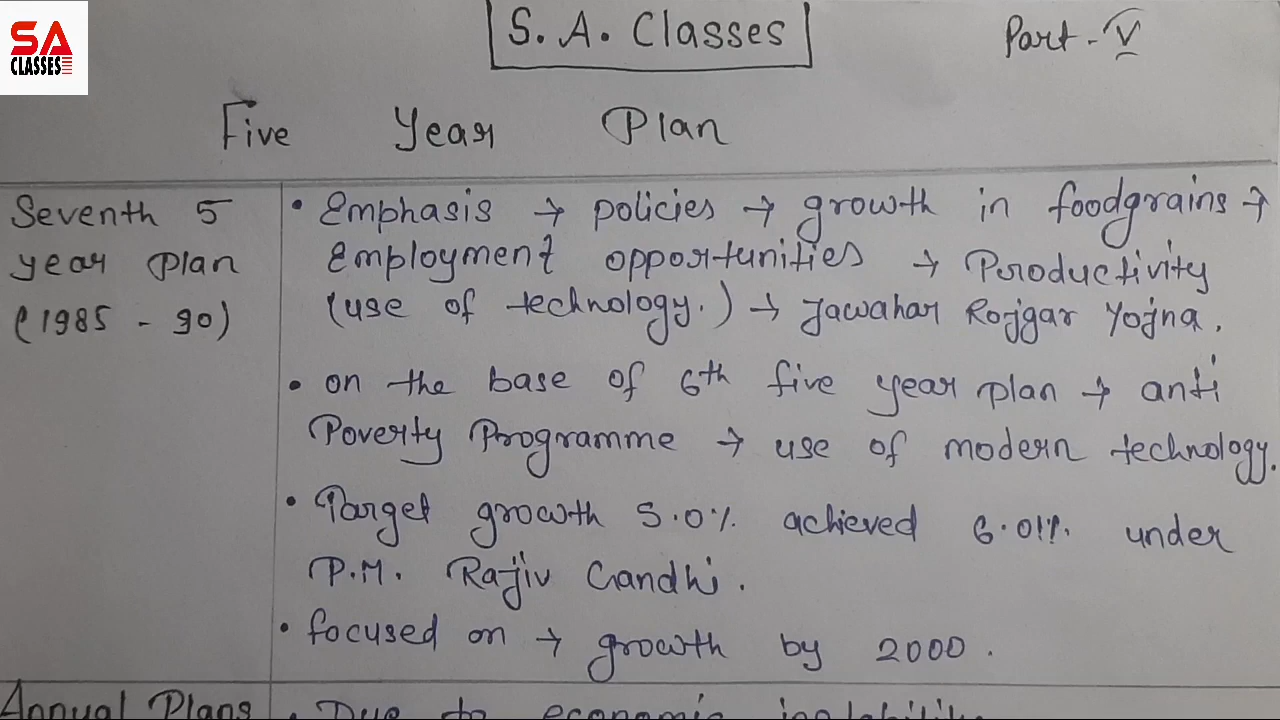 SA
CLASSES
S. A. Classes
Part - V
Five Year Plan
Seventh 5
year plan
(1985 - 90)
• Emphasis → policies → growth in foodgrains →
Employment opportunities → Productivity
(use of technology.) → Jawahar Rojgar Yojna.
• on the base of 6th five year plan → anti
Poverty Programme → use of modern technology.
• Target growth 5.0% achieved 6.01% under
P.M. Rajiv Gandhi.
• focused on → growth by 2000.
Annual Plans
• Due to economic